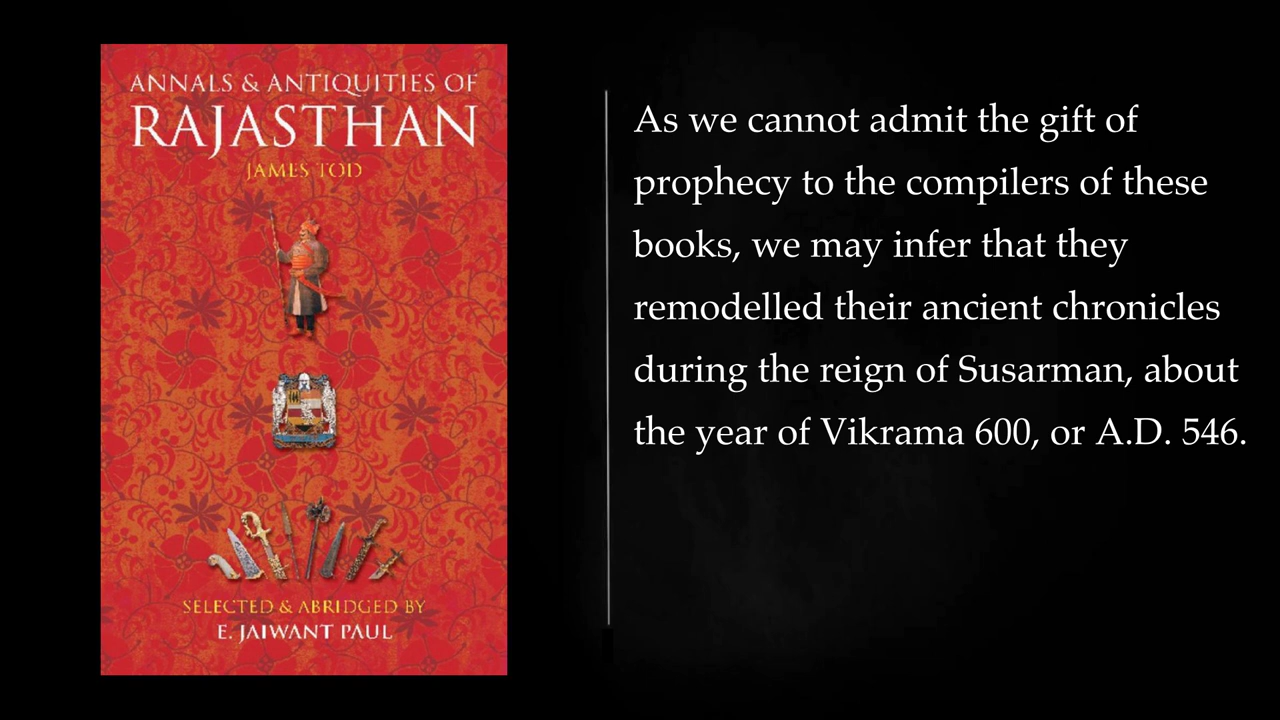 ANNALS & ANTIQUITIES OF
RAJASTHAN
JAMES TOD
SELECTED & ABRIDGED BY
E. JAIWANT PAUL
As we cannot admit the gift of
prophecy to the compilers of these
books, we may infer that they
remodelled their ancient chronicles
during the reign of Susarman, about
the year of Vikrama 600, or A.D. 546.